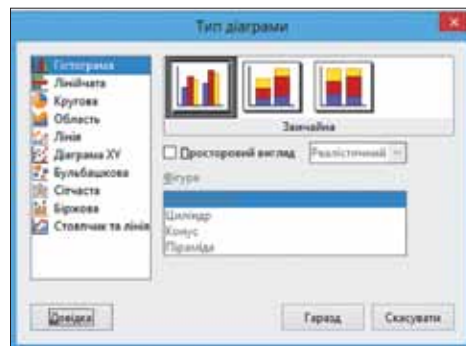 Тип діаграми
Гістограма
Лінійчата
Кругова
Область
Лінія
Діаграма XY
Бульбашкова
Сітчаста
Біржова
Стовпчик та лінія
Звичайна
Просторовий вигляд
Реалістичний
Фігура
Циліндр
Конус
Піраміда
Довідка
Гаразд
Скасувати